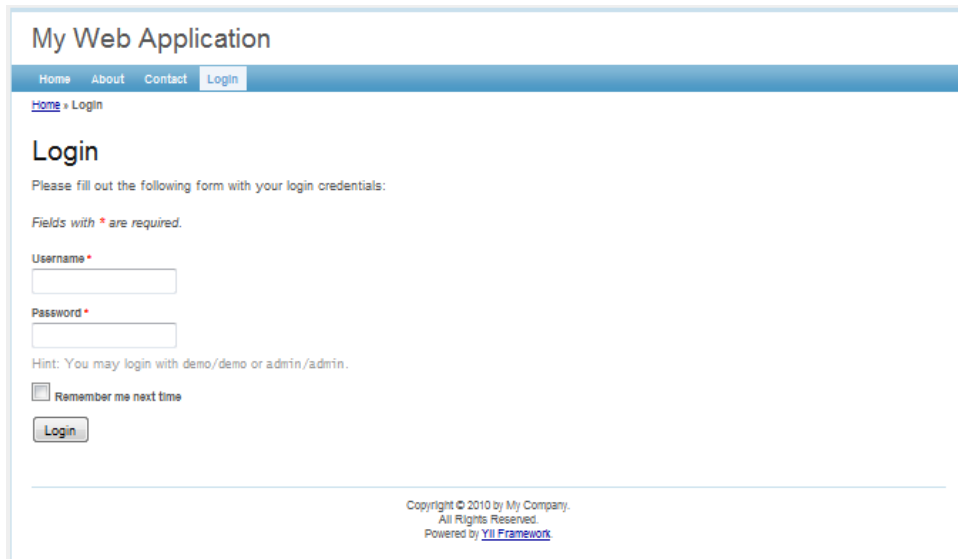 My Web Application
Home About Contact Login
Home » Login
Login
Please fill out the following form with your login credentials:
Fields with * are required.
Username *
Password *
Hint: You may login with demo/demo or admin/admin.
Remember me next time
Login
Copyright © 2010 by My Company.
All Rights Reserved.
Powered by Yii Framework.